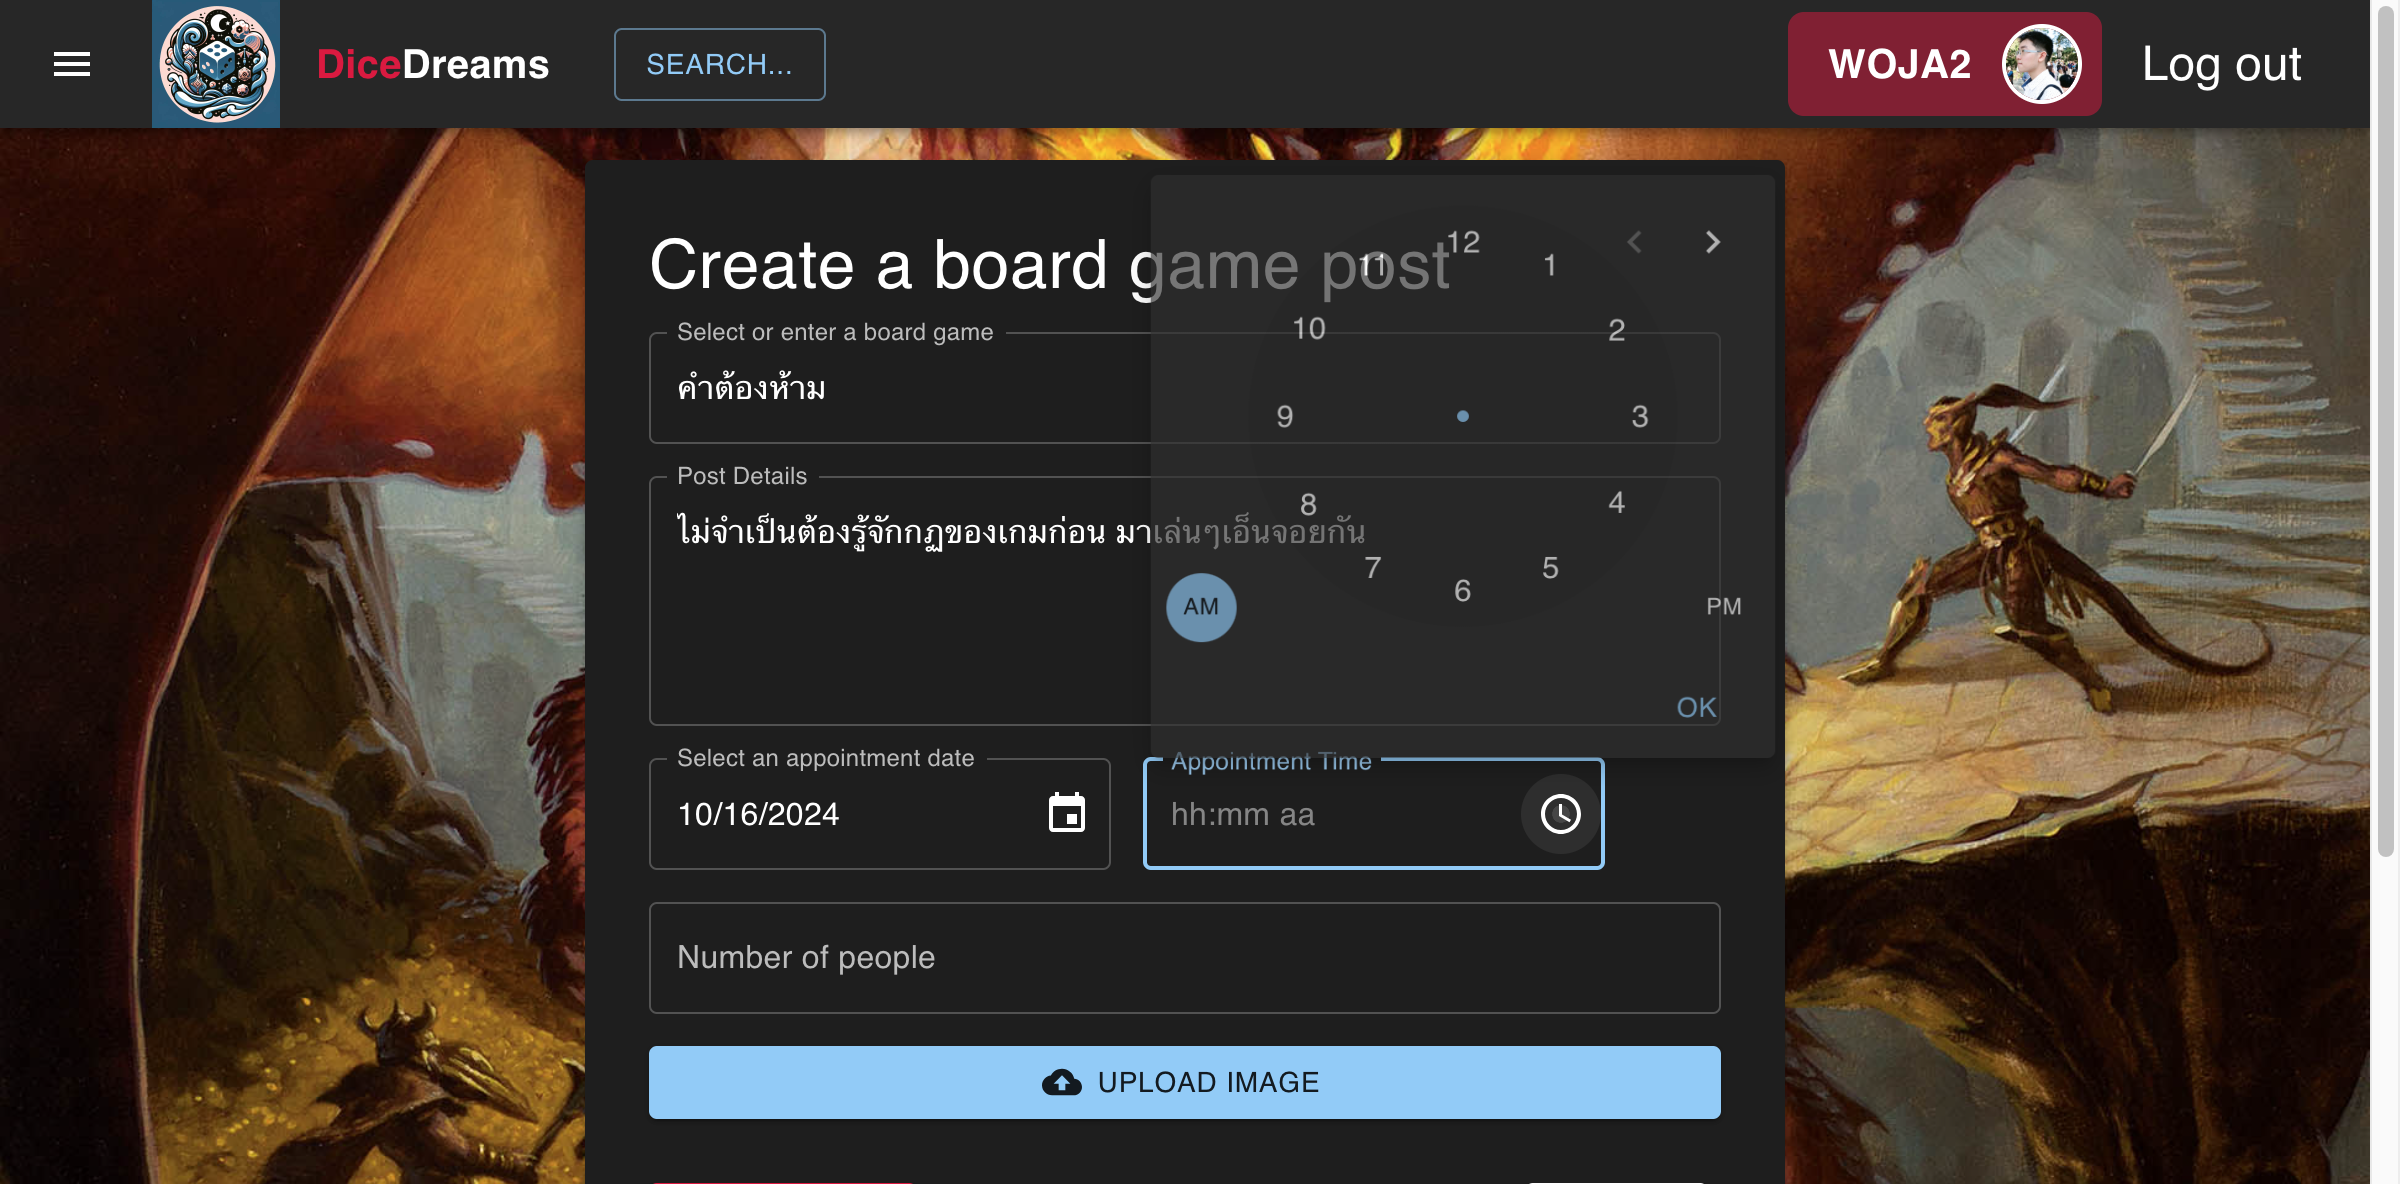 DiceDreams
SEARCH...
WOJA2
Log out
Create a board game post
12
1
2
3
4
5
6
7
8
9
10
11
AM
PM
OK
Select or enter a board game
คำต้องห้าม
Post Details
ไม่จำเป็นต้องรู้จักกฏของเกมก่อน มาเล่นๆเอ็นจอยกัน
Select an appointment date
10/16/2024
Appointment Time
hh:mm aa
Number of people
UPLOAD IMAGE